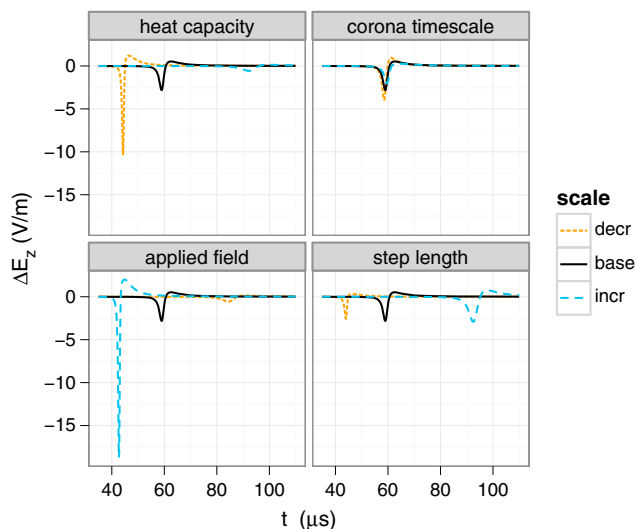 heat capacity
corona timescale
0
−5
−10
−15
applied field
step length
0
−5
−10
−15
40 60 80 100
40 60 80 100
t (μs)
ΔE_z (V/m)
scale
decr
base
incr